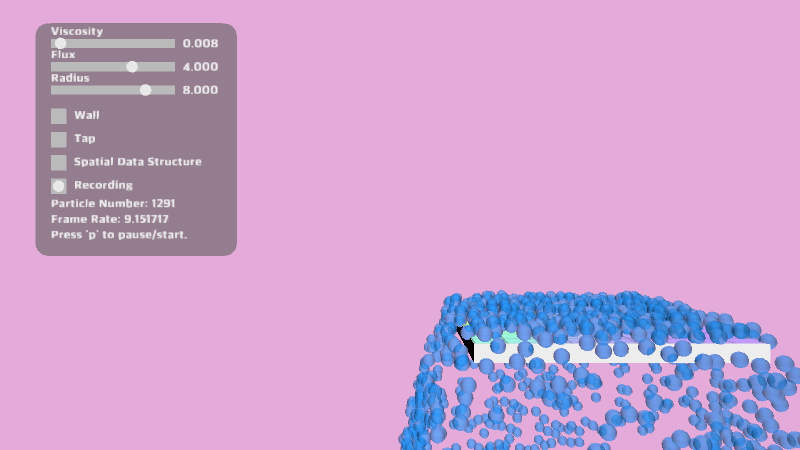 Viscosity
0.008
Flux
4.000
Radius
8.000
Wall
Tap
Spatial Data Structure
Recording
Particle Number: 1291
Frame Rate: 9.151717
Press 'p' to pause/start.